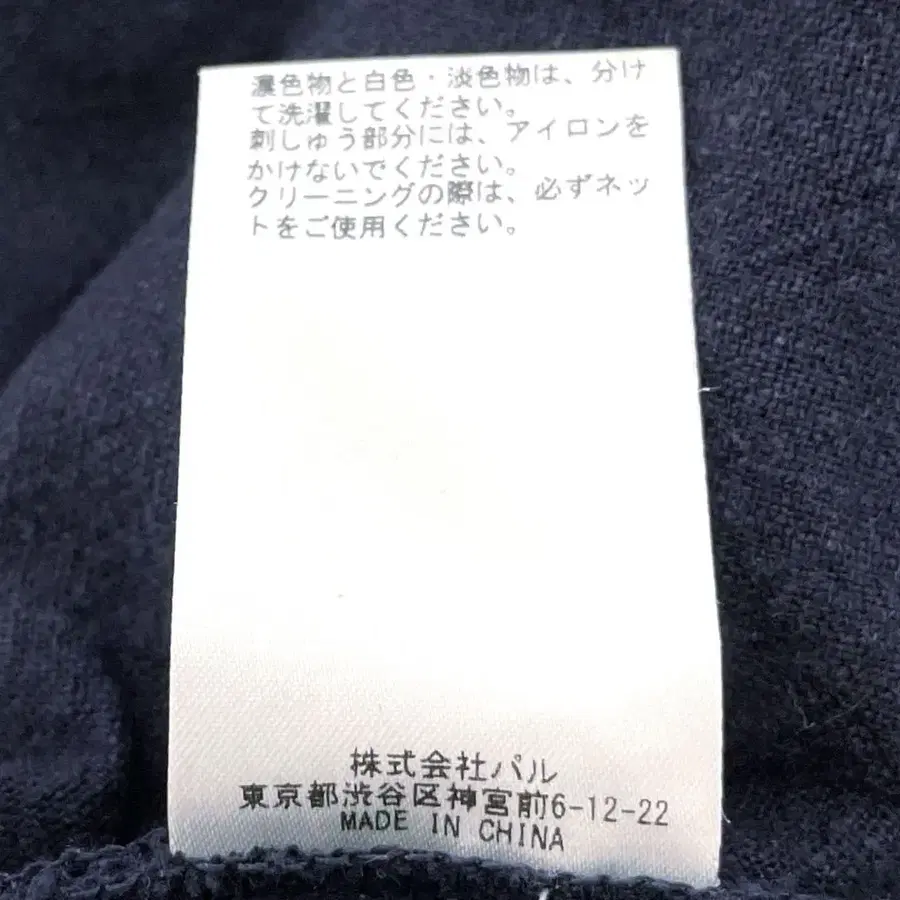 濃色物と白色・淡色物は、分け
て洗濯してください。
刺しゅう部分には、アイロンを
かけないでください。
クリーニングの際は、必ずネッ
トをご使用ください。
株式会社パル
東京都渋谷区神宮前6-12-22
MADE IN CHINA